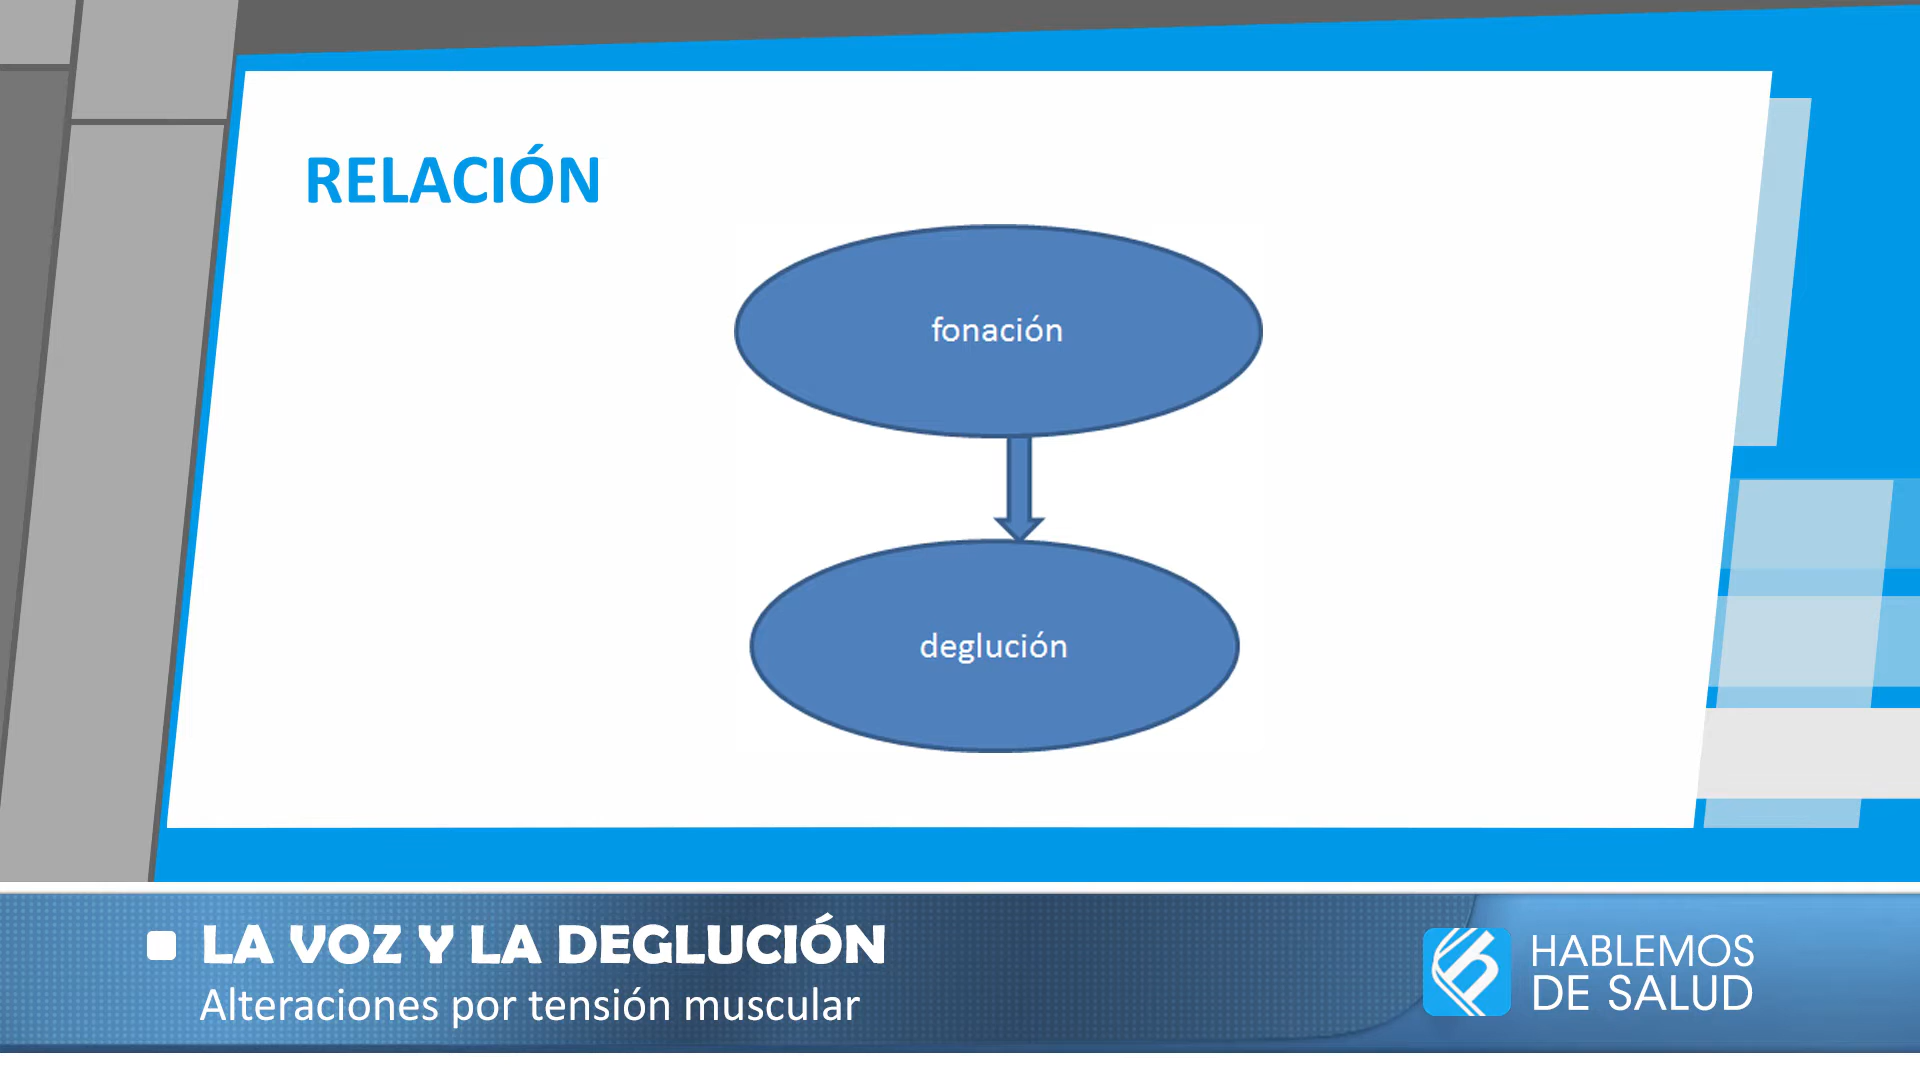 RELACIÓN
fonación
deglución
LA VOZ Y LA DEGLUCIÓN
Alteraciones por tensión muscular
HABLEMOS
DE SALUD